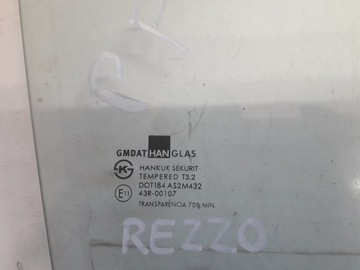 GMDAT HANGLAS
HANKUK SEKURIT
TEMPERED T3.2
DOT184 AS2M432
E11 43R-00107
TRANSPARÊNCIA 70% MIN.
REZZO